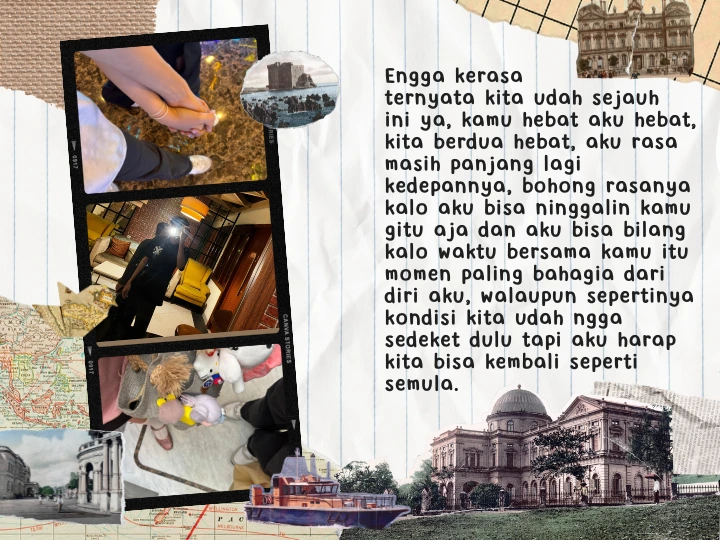 Engga kerasa
ternyata kita udah sejauh
ini ya, kamu hebat aku hebat,
kita berdua hebat, aku rasa
masih panjang lagi
kedepannya, bohong rasanya
kalo aku bisa ninggalin kamu
gitu aja dan aku bisa bilang
kalo waktu bersama kamu itu
momen paling bahagia dari
diri aku, walaupun sepertinya
kondisi kita udah ngga
sedeket dulu tapi aku harap
kita bisa kembali seperti
semula.
CANVA STORIES
WELLINGTON
P A C